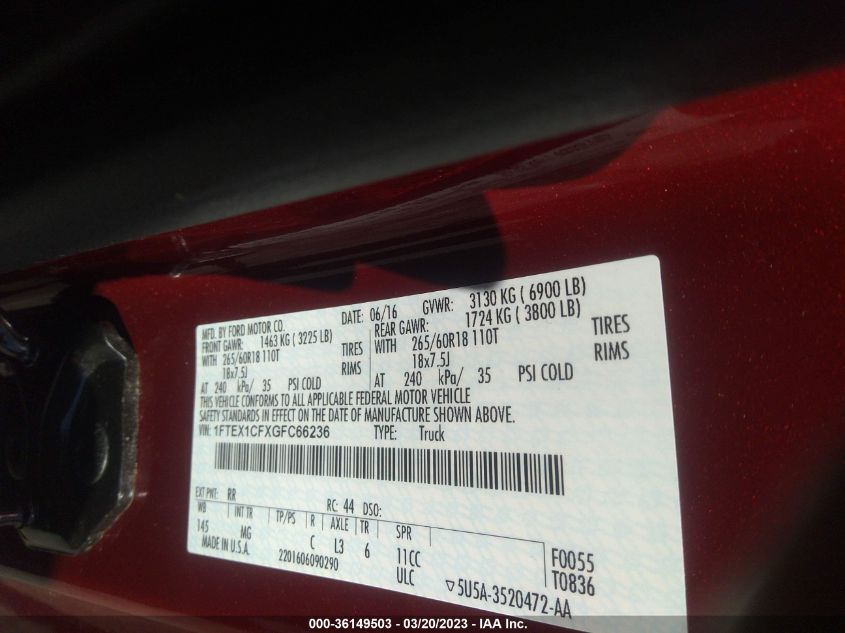 MFD. BY FORD MOTOR CO.
DATE: 06/16 GVWR: 3130 KG ( 6900 LB)
FRONT GAWR: 1463 KG ( 3225 LB)
REAR GAWR: 1724 KG ( 3800 LB)
WITH 265/60R18 110T TIRES
WITH 265/60R18 110T TIRES
18x7.5J RIMS
18x7.5J RIMS
AT 240 kPa/ 35 PSI COLD
AT 240 kPa/ 35 PSI COLD
THIS VEHICLE CONFORMS TO ALL APPLICABLE FEDERAL MOTOR VEHICLE
SAFETY STANDARDS IN EFFECT ON THE DATE OF MANUFACTURE SHOWN ABOVE.
VIN: 1FTEX1CFXGFC66236 TYPE: Truck
EXT PNT: RR RC: 44 DSO:
WB INT TR TP/PS R AXLE TR SPR
145 MG C L3 6 11CC F0055
MADE IN U.S.A. 2201606090290 ULC T0836
▽5U5A-3520472-AA
000-36149503 - 03/20/2023 - IAA Inc.